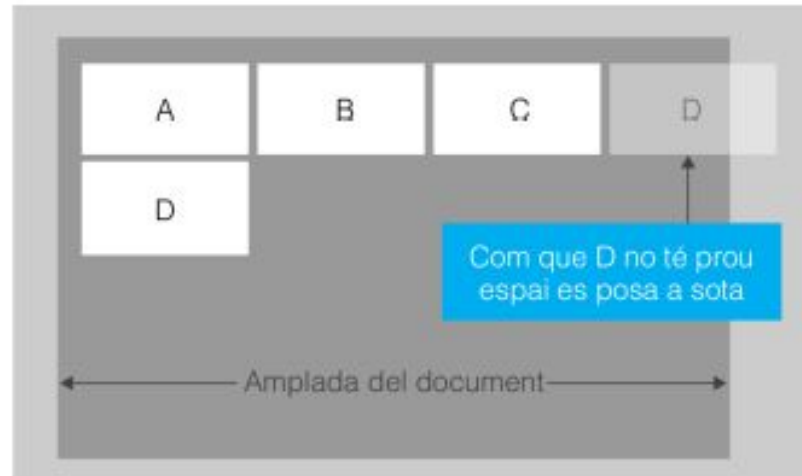 A B C D
D
Com que D no té prou
espai es posa a sota
Amplada del document